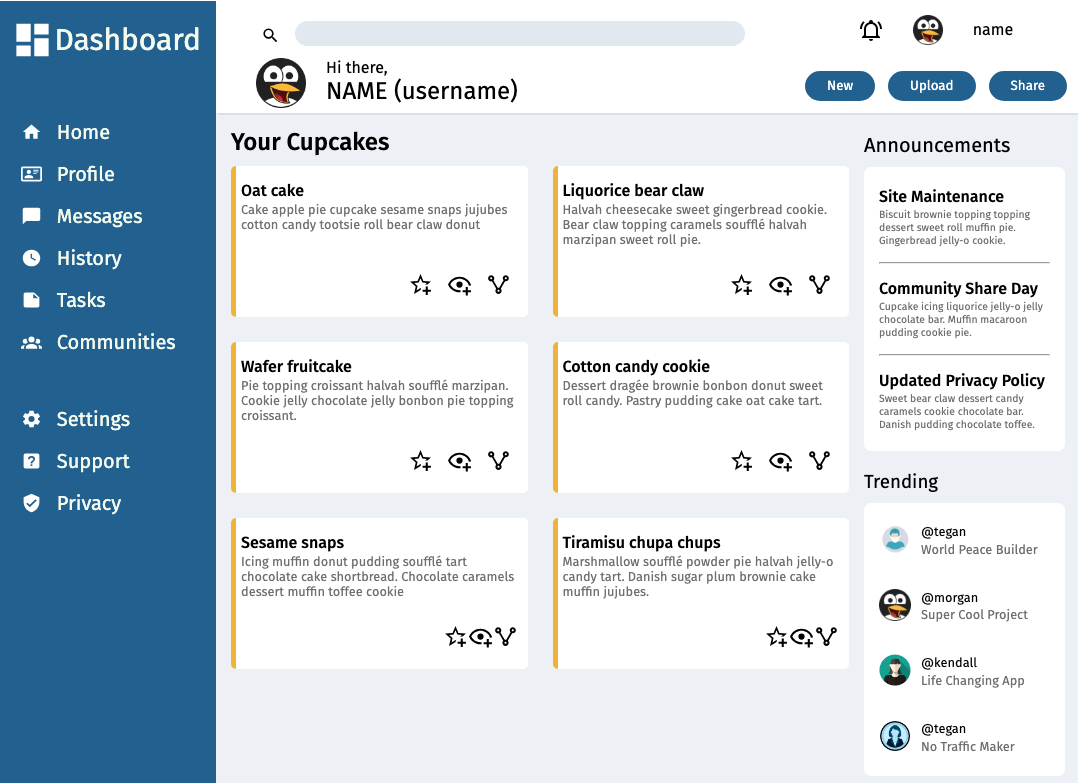 Dashboard
Home
Profile
Messages
History
Tasks
Communities
Settings
Support
Privacy
name
Hi there,
NAME (username)
New
Upload
Share
Your Cupcakes
Oat cake
Cake apple pie cupcake sesame snaps jujubes
cotton candy tootsie roll bear claw donut
Liquorice bear claw
Halvah cheesecake sweet gingerbread cookie.
Bear claw topping caramels soufflé halvah
marzipan sweet roll pie.
Wafer fruitcake
Pie topping croissant halvah soufflé marzipan.
Cookie jelly chocolate jelly bonbon pie topping
croissant.
Cotton candy cookie
Dessert dragée brownie bonbon donut sweet
roll candy. Pastry pudding cake oat cake tart.
Sesame snaps
Icing muffin donut pudding soufflé tart
chocolate cake shortbread. Chocolate caramels
dessert muffin toffee cookie
Tiramisu chupa chups
Marshmallow soufflé powder pie halvah jelly-o
candy tart. Danish sugar plum brownie cake
muffin jujubes.
Announcements
Site Maintenance
Biscuit brownie topping topping
dessert sweet roll muffin pie.
Gingerbread jelly-o cookie.
Community Share Day
Cupcake icing liquorice jelly-o jelly
chocolate bar. Muffin macaroon
pudding cookie pie.
Updated Privacy Policy
Sweet bear claw dessert candy
caramels cookie chocolate bar.
Danish pudding chocolate toffee.
Trending
@tegan
World Peace Builder
@morgan
Super Cool Project
@kendall
Life Changing App
@tegan
No Traffic Maker